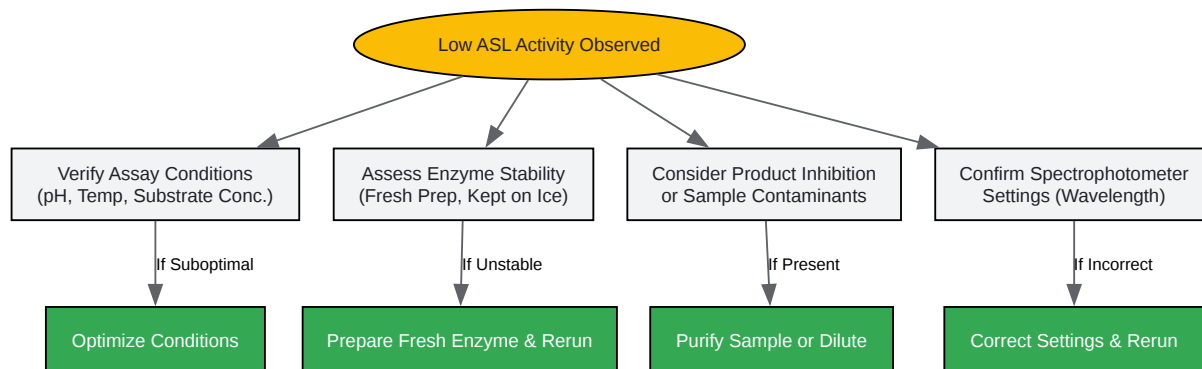 Low ASL Activity Observed
Verify Assay Conditions
(pH, Temp, Substrate Conc.)
Assess Enzyme Stability
(Fresh Prep, Kept on Ice)
Consider Product Inhibition
or Sample Contaminants
Confirm Spectrophotometer
Settings (Wavelength)
If Suboptimal
If Unstable
If Present
If Incorrect
Optimize Conditions
Prepare Fresh Enzyme & Rerun
Purify Sample or Dilute
Correct Settings & Rerun